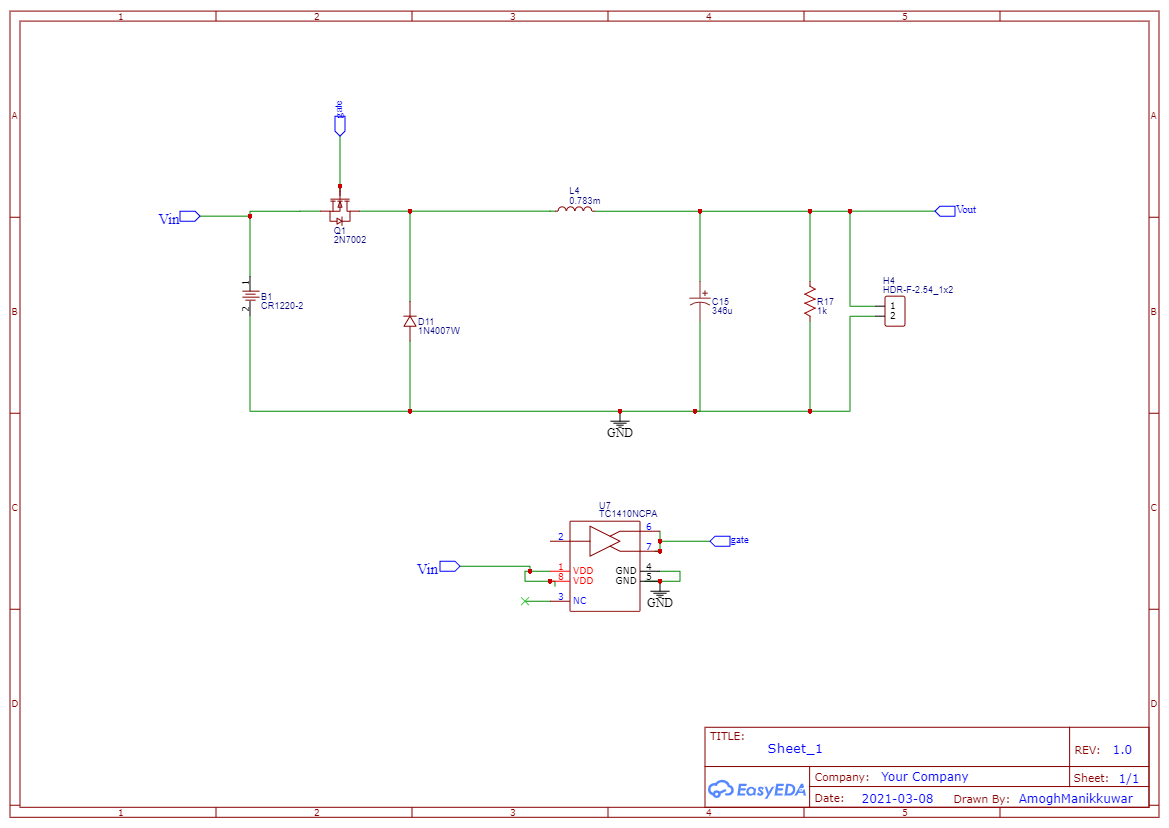 1 2 3 4 5
A A
gate
L4
0.783m
Vin
Vout
Q1
2N7002
B B
1
B1
CR1220-2
2
D11
1N4007W
+
C15
346u
R17
1k
H4
HDR-F-2.54_1x2
1
2
GND
C C
U7
TC1410NCPA
2
6
7
gate
Vin
1 VDD
8 VDD
GND 4
GND 5
3 NC
GND
D D
TITLE:
Sheet_1
REV: 1.0
EasyEDA
Company: Your Company
Sheet: 1/1
Date: 2021-03-08 Drawn By: AmoghManikkuwar
1 2 3 4 5